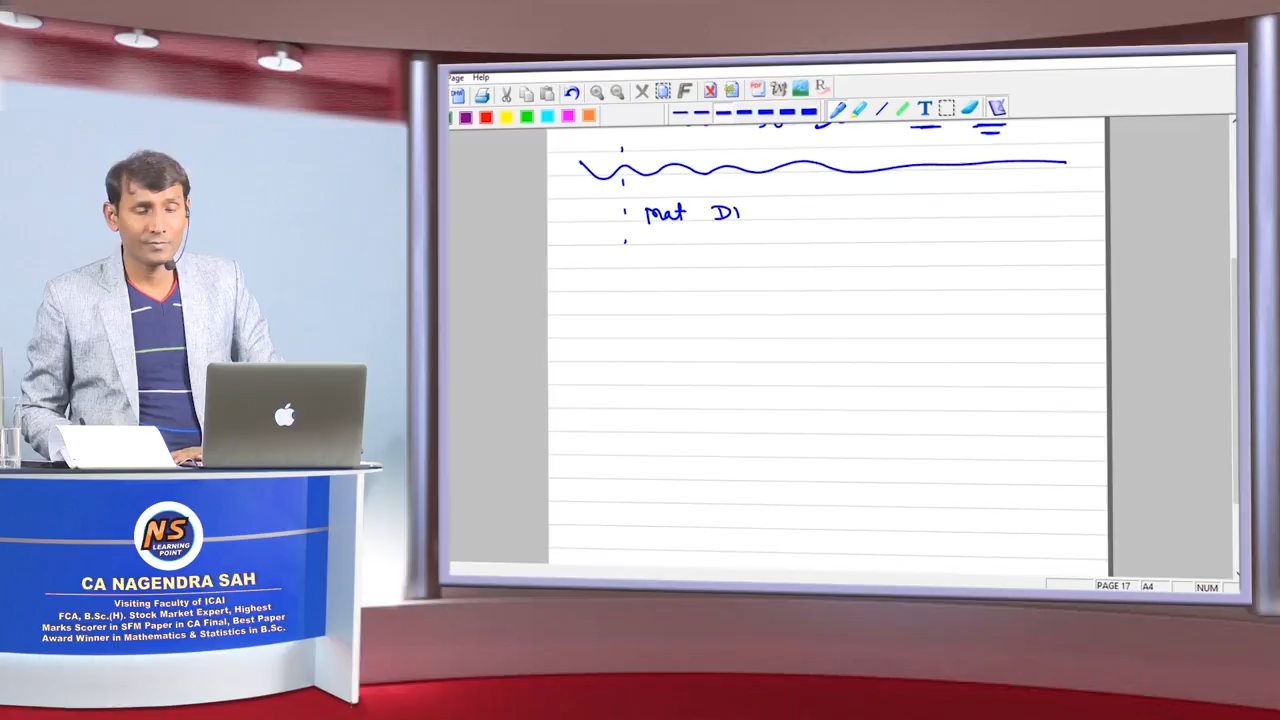 Page Help
PDF
T
mat DI
PAGE 17 A4 NUM
NS
LEARNING
POINT
CA NAGENDRA SAH
Visiting Faculty of ICAI
FCA, B.Sc.(H). Stock Market Expert, Highest
Marks Scorer in SFM Paper in CA Final, Best Paper
Award Winner in Mathematics & Statistics in B.Sc.